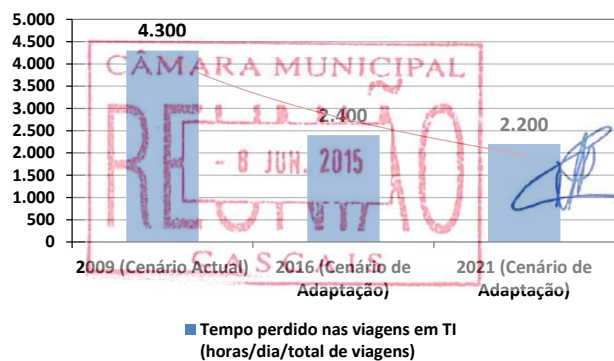 5.000
4.500
4.000
3.500
3.000
2.500
2.000
1.500
1.000
500
0
4.300
2.400
2.200
CÂMARA MUNICIPAL
REUNIÃO
- 8 JUN. 2015
CASCAIS
2009 (Cenário Actual)
2016 (Cenário de
Adaptação)
2021 (Cenário de
Adaptação)
Tempo perdido nas viagens em TI
(horas/dia/total de viagens)